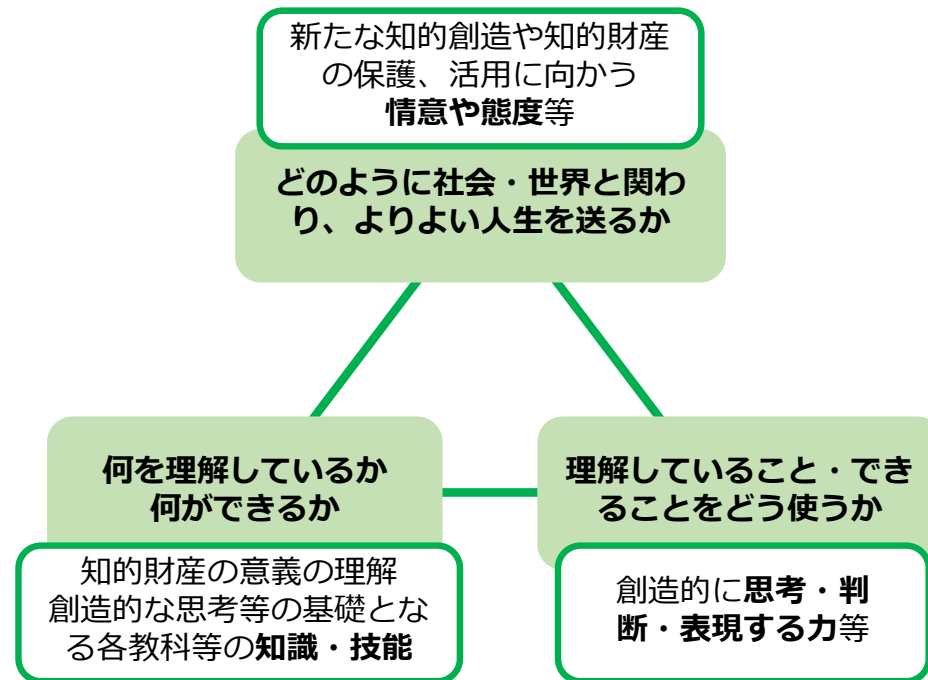 新たな知的創造や知的財産
の保護、活用に向かう
情意や態度等
どのように社会・世界と関わ
り、よりよい人生を送るか
何を理解しているか
何ができるか
知的財産の意義の理解
創造的な思考等の基礎とな
る各教科等の知識・技能
理解していること・でき
ることをどう使うか
創造的に思考・判
断・表現する力等